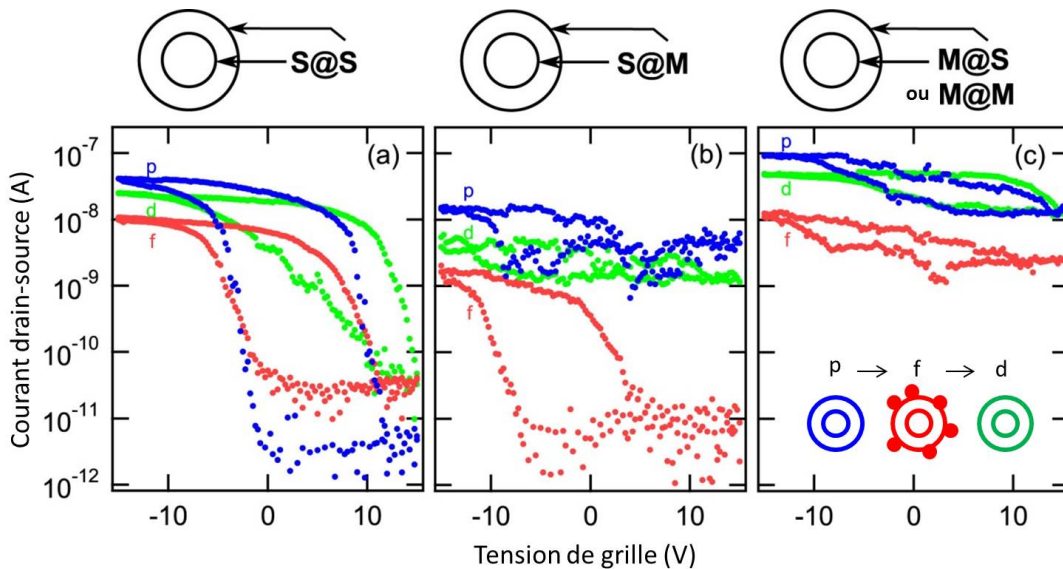 S@S
S@M
M@S
ou M@M
Courant drain-source (A)
10⁻⁷
10⁻⁸
10⁻⁹
10⁻¹⁰
10⁻¹¹
10⁻¹²
(a)
p
d
f
-10 0 10
(b)
p
d
f
-10 0 10
(c)
p
d
f
p → f → d
-10 0 10
Tension de grille (V)